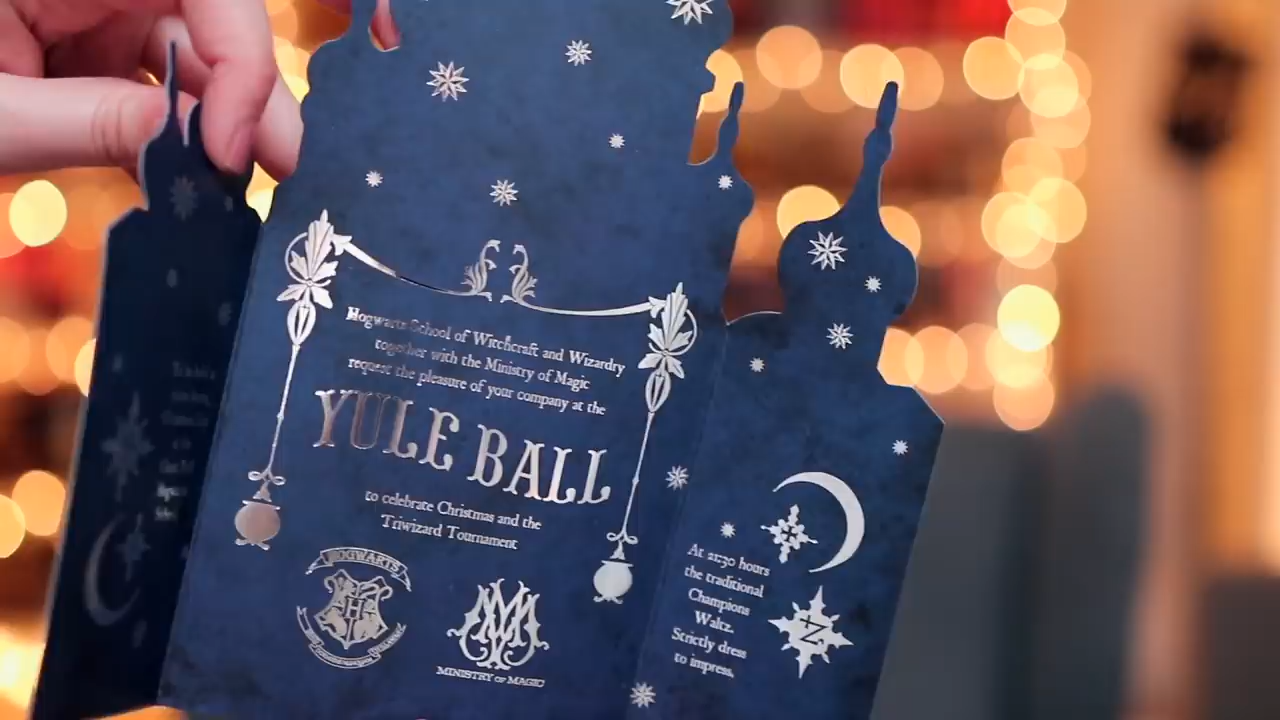 Hogwarts School of Witchcraft and Wizardry
together with the Ministry of Magic
request the pleasure of your company at the
YULE BALL
to celebrate Christmas and the
Triwizard Tournament
HOGWARTS
H
MINISTRY OF MAGIC
At 21:30 hours
the traditional
Champions
Waltz.
Strictly dress
to impress.
N